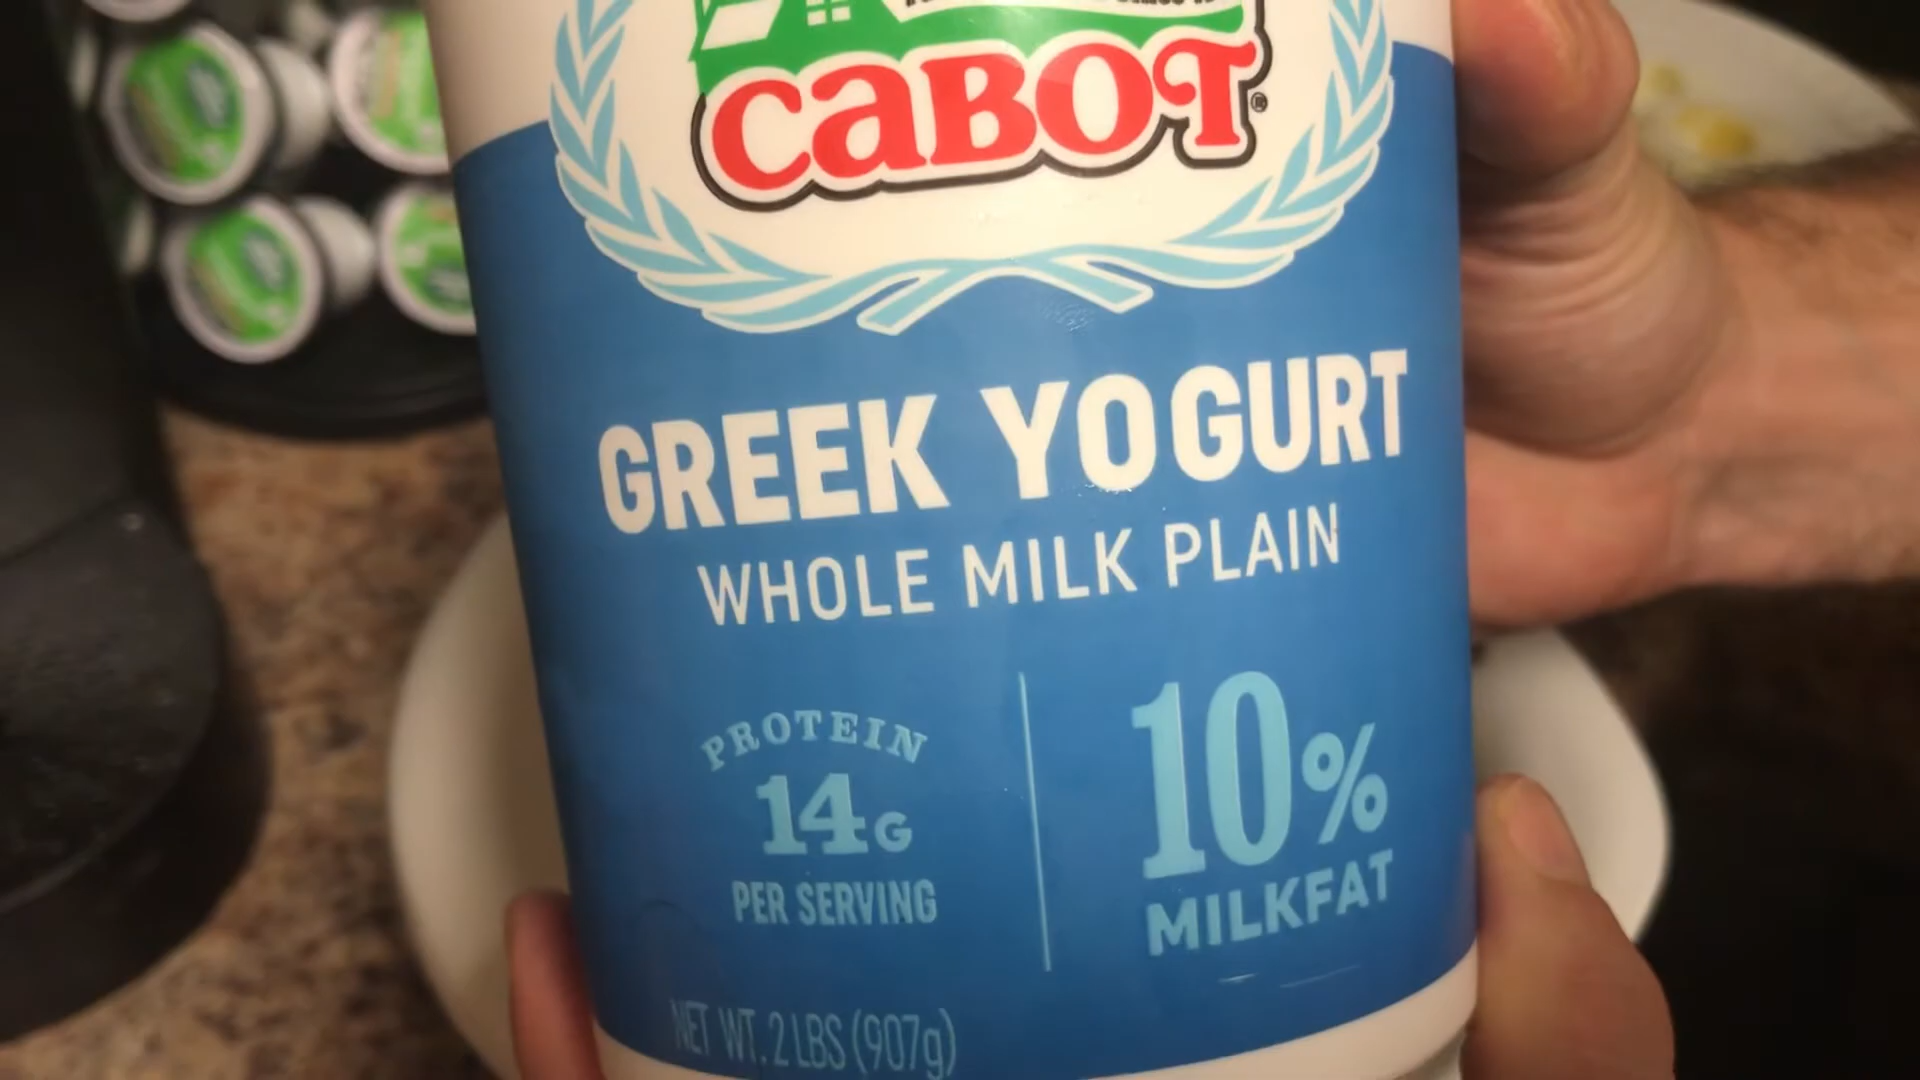 CABOT®
GREEK YOGURT
WHOLE MILK PLAIN
PROTEIN
14G
PER SERVING
10%
MILKFAT
NET WT. 2 LBS (907g)